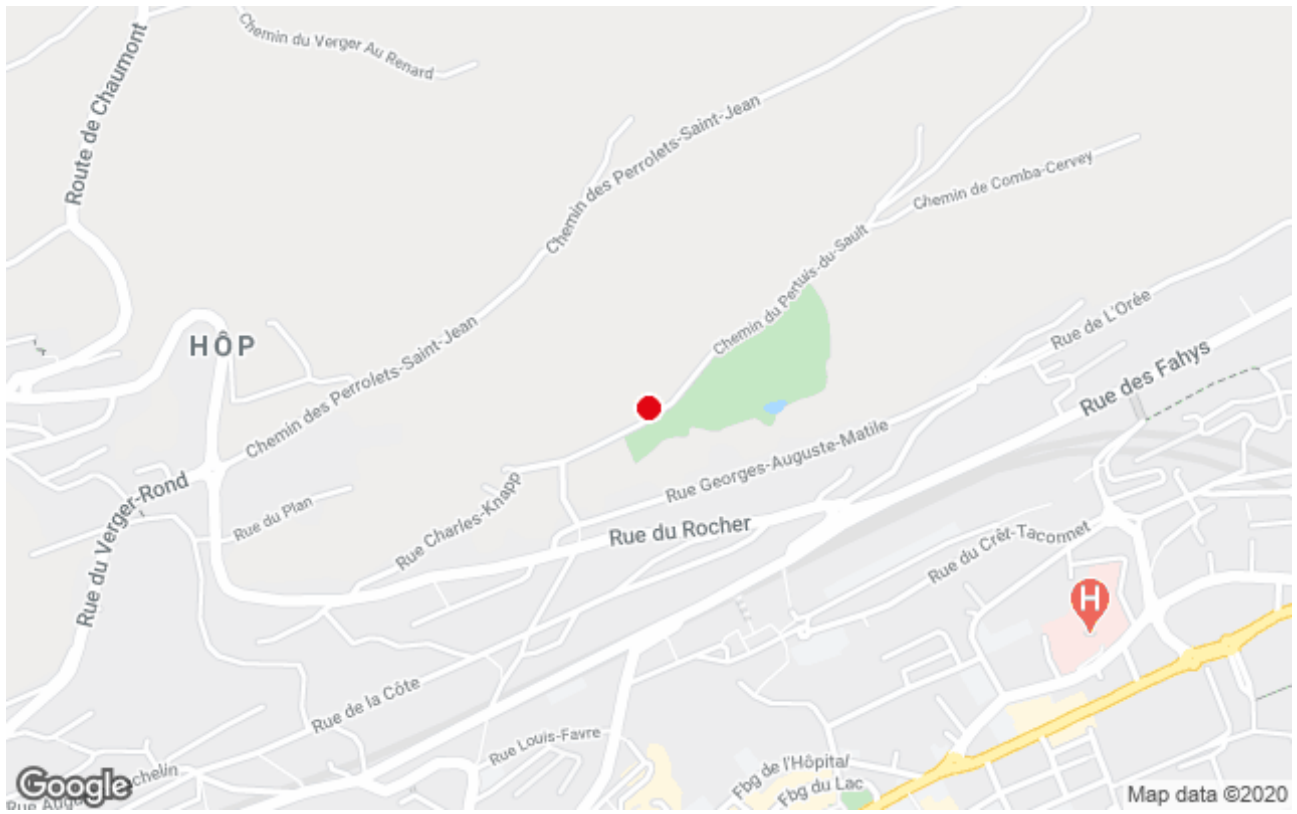 Chemin du Verger Au Renard
Route de Chaumont
Chemin des Perrolets-Saint-Jean
Chemin de Comba-Cervey
Chemin du Pertuis-du-Sault
HÔP
Rue de L'Orée
Rue des Fahys
Chemin des Perrolets-Saint-Jean
Rue Georges-Auguste-Matile
Rue du Verger-Rond
Rue du Plan
Rue Charles-Knapp
Rue du Rocher
Rue du Crêt-Taconnet
H
Rue de la Côte
Rue Louis-Favre
Fbg de l'Hôpital/
Fbg du Lac
Google
Map data ©2020